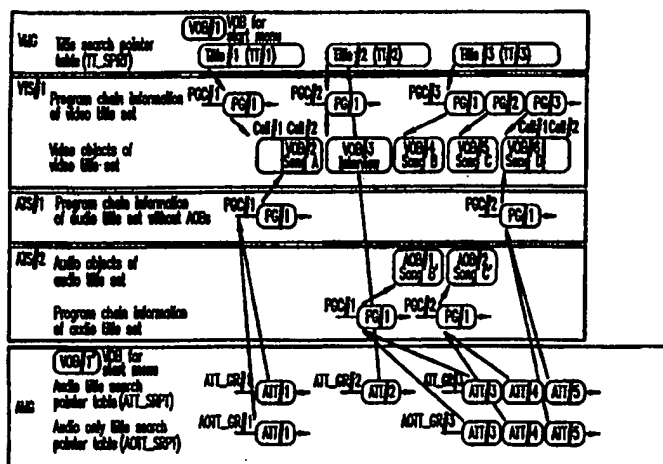 VMG
VOB/1
VOB for
start menu
Title search pointer
table (TT_SPRT)
Title #1 (TT/1)
Title #2 (TT/2)
Title #3 (TT/3)
VTS#1
Program chain information
of video title set
PGC#1
PG/1
PGC#2
PG/1
PGC#3
PG/1
PG/2
PG/3
Cell#1 Cell#2
Cell#1 Cell#2
Video objects of
video title set
VOB/2
Song A
VOB/3
Interview
VOB/4
Song B
VOB/5
Song C
VOB/6
Song D
ATS#1
Program chain information
of audio title set without AOBs
PGC#1
PG/1
PGC#2
PG/1
ATS#2
Audio objects of
audio title set
AOB/1
Song B'
AOB/2
Song C'
Program chain information
of audio title set
PGC#1
PG/1
PGC#2
PG/1
AMG
VOB/1'
VOB for
start menu
Audio title search
pointer table (ATT_SRPT)
ATT_GR#1
ATT/1
ATT_GR#2
ATT/2
ATT_GR#3
ATT/3
ATT/4
ATT/5
Audio only title search
pointer table (AOTT_SRPT)
AOTT_GR#1
ATT/1
AOTT_GR#3
ATT/3
ATT/4
ATT/5